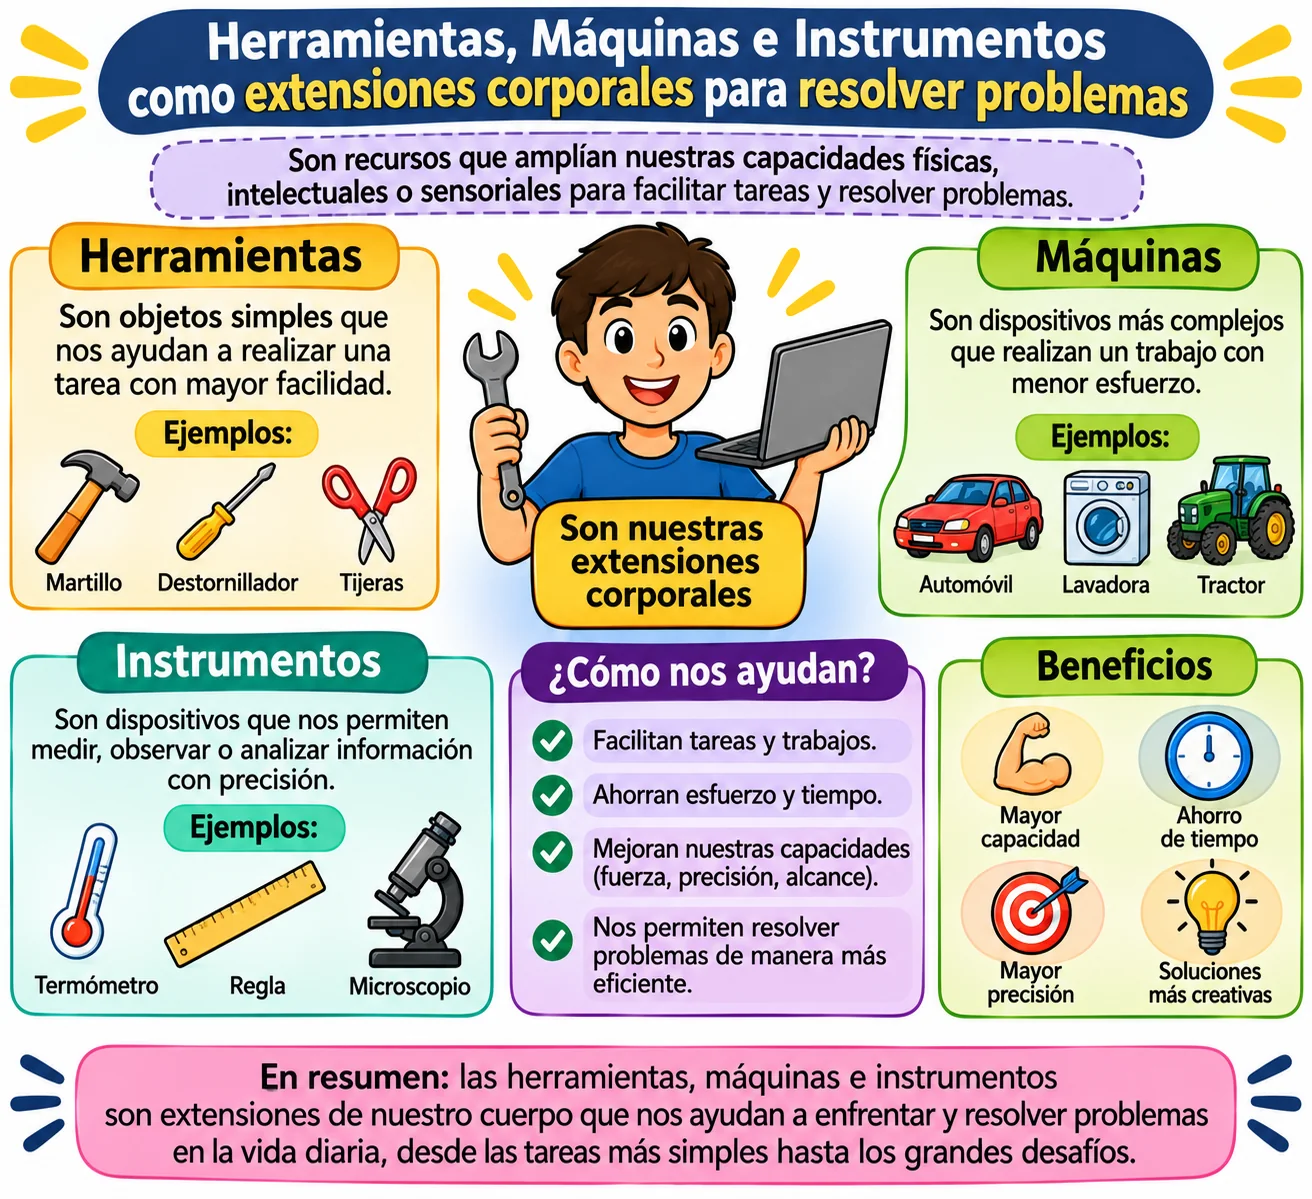 Herramientas, Máquinas e Instrumentos
como extensiones corporales para resolver problemas
Son recursos que amplían nuestras capacidades físicas,
intelectuales o sensoriales para facilitar tareas y resolver problemas.
Herramientas
Son objetos simples que
nos ayudan a realizar una
tarea con mayor facilidad.
Ejemplos:
Martillo
Destornillador
Tijeras
Son nuestras
extensiones
corporales
Máquinas
Son dispositivos más complejos
que realizan un trabajo con
menor esfuerzo.
Ejemplos:
Automóvil
Lavadora
Tractor
Instrumentos
Son dispositivos que nos permiten
medir, observar o analizar información
con precisión.
Ejemplos:
Termómetro
Regla
Microscopio
¿Cómo nos ayudan?
Facilitan tareas y trabajos.
Ahorran esfuerzo y tiempo.
Mejoran nuestras capacidades
(fuerza, precisión, alcance).
Nos permiten resolver
problemas de manera más
eficiente.
Beneficios
Mayor
capacidad
Ahorro
de tiempo
Mayor
precisión
Soluciones
más creativas
En resumen: las herramientas, máquinas e instrumentos
son extensiones de nuestro cuerpo que nos ayudan a enfrentar y resolver problemas
en la vida diaria, desde las tareas más simples hasta los grandes desafíos.